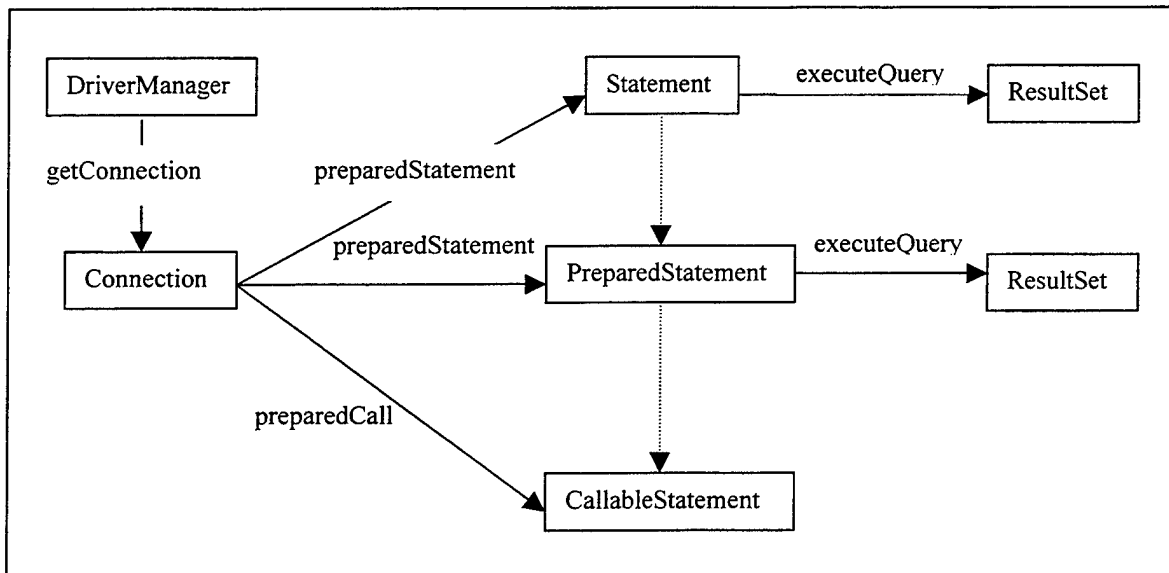 DriverManager
Statement
executeQuery
ResultSet
getConnection
preparedStatement
preparedStatement
executeQuery
Connection
PreparedStatement
ResultSet
preparedCall
CallableStatement